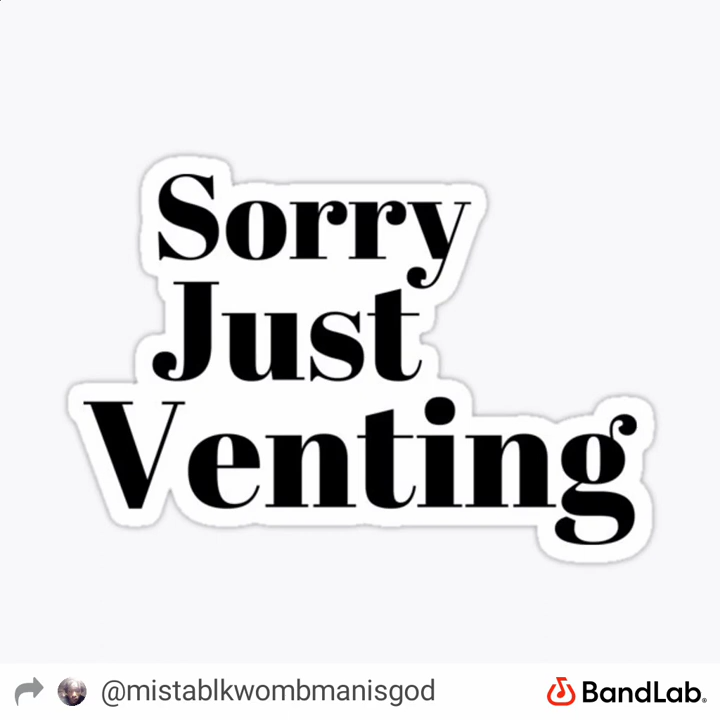 Sorry
Just
Venting
@mistablkwombmanisgod
BandLab.